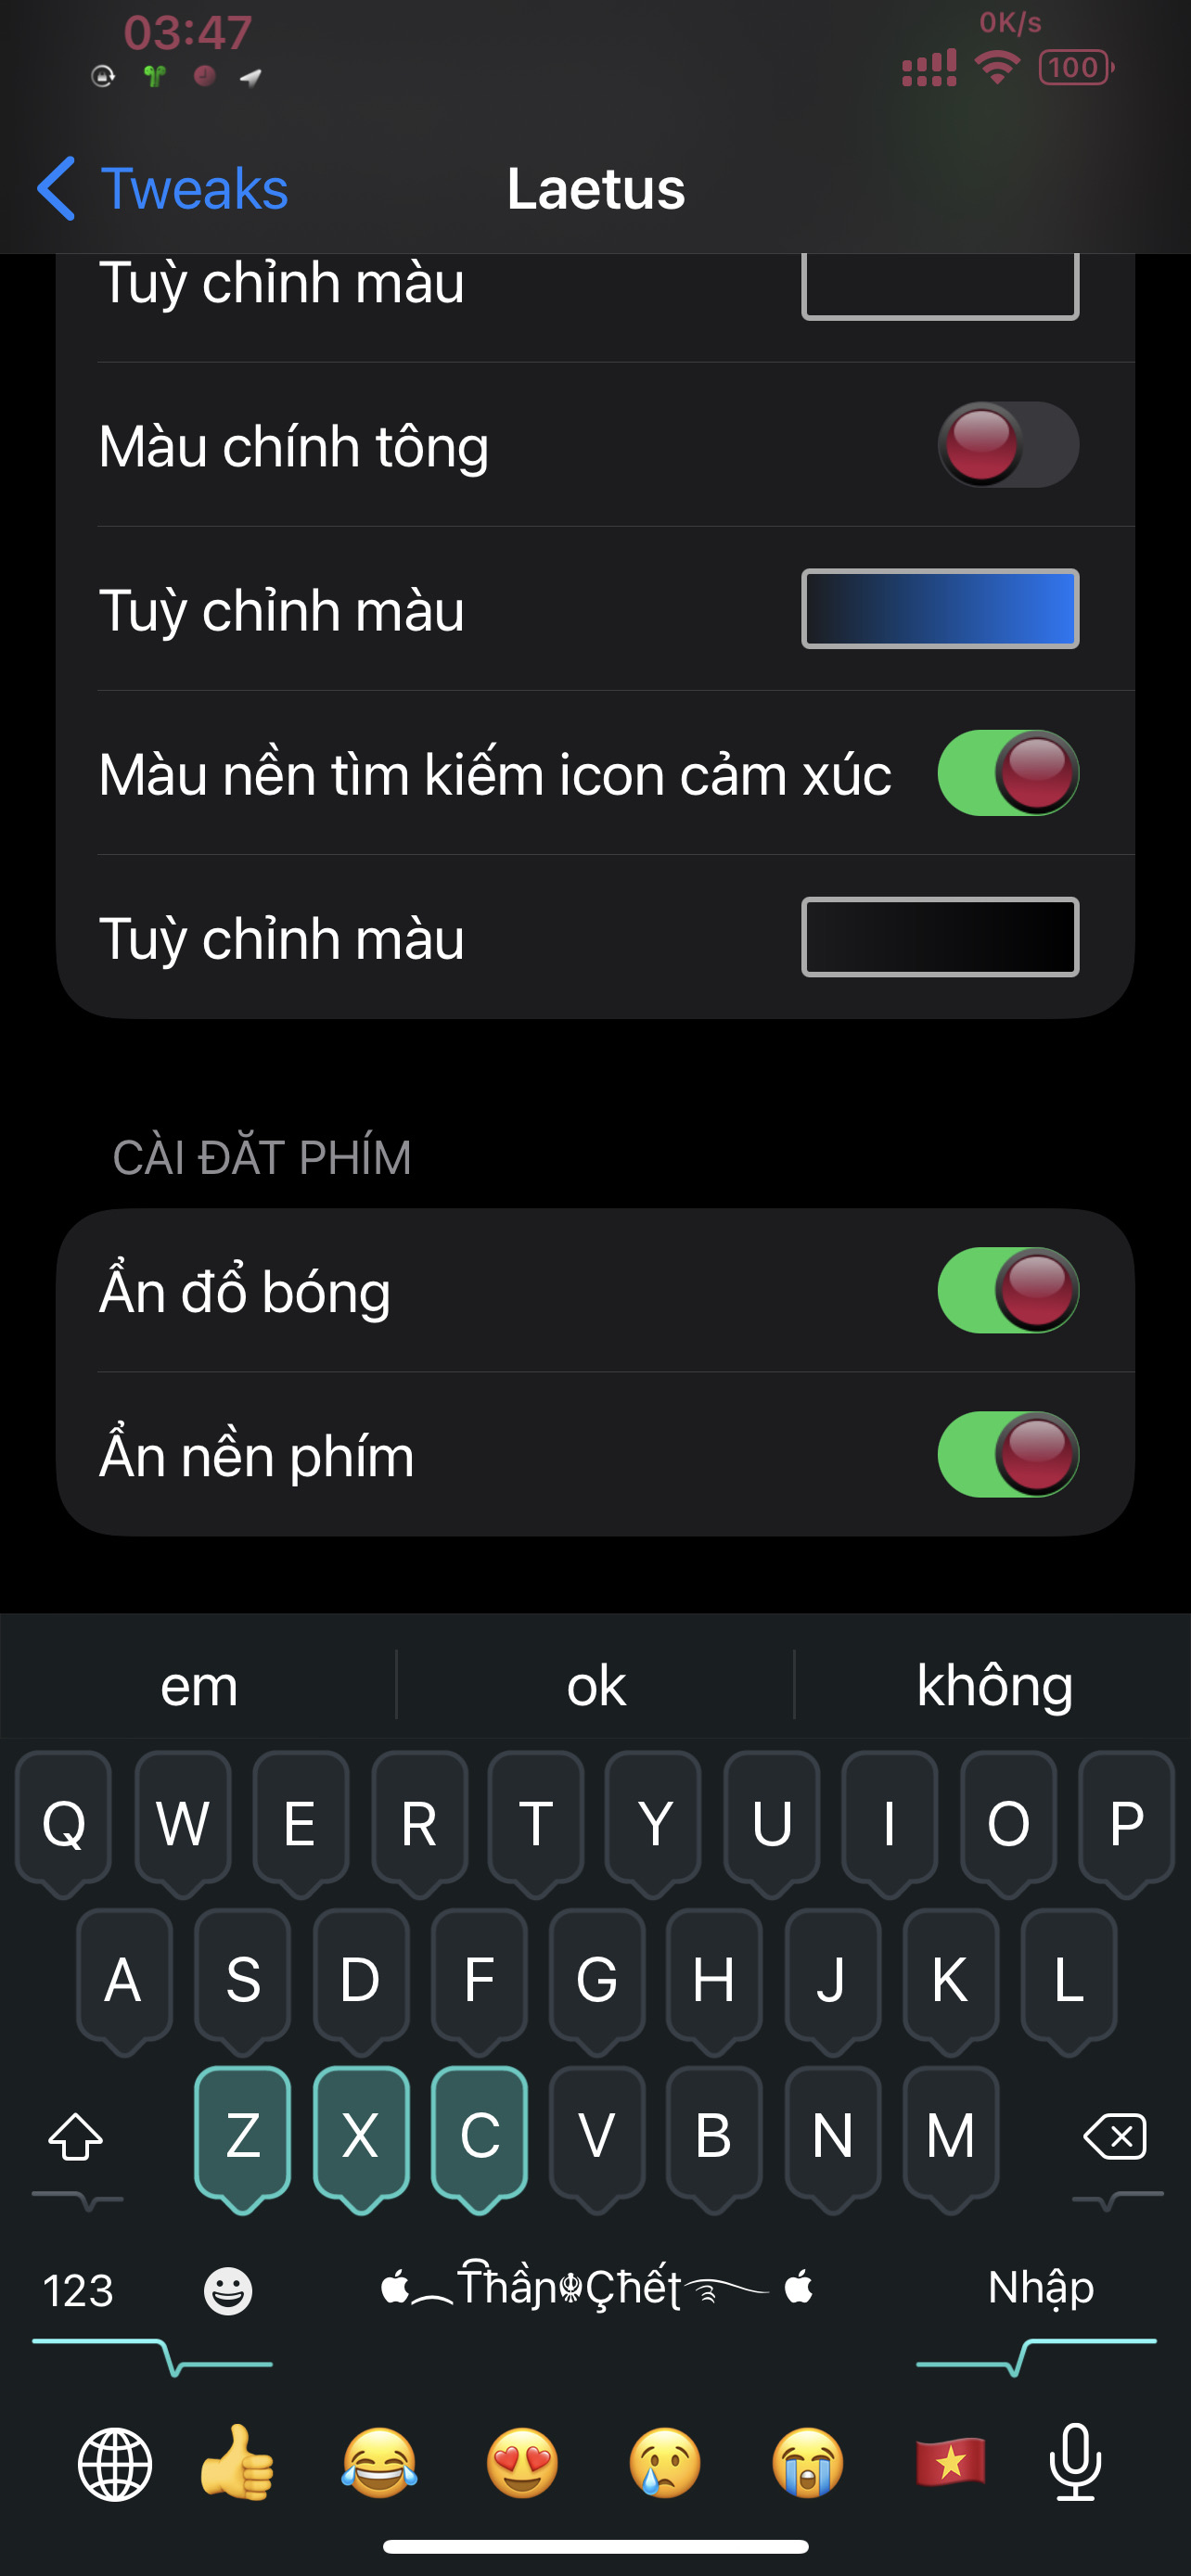 03:47
0K/s
100
Tweaks
Laetus
Tuỳ chỉnh màu
Màu chính tông
Tuỳ chỉnh màu
Màu nền tìm kiếm icon cảm xúc
Tuỳ chỉnh màu
CÀI ĐẶT PHÍM
Ẩn đổ bóng
Ẩn nền phím
em ok không
Q W E R T Y U I O P
A S D F G H J K L
Z X C V B N M
123
Nhập